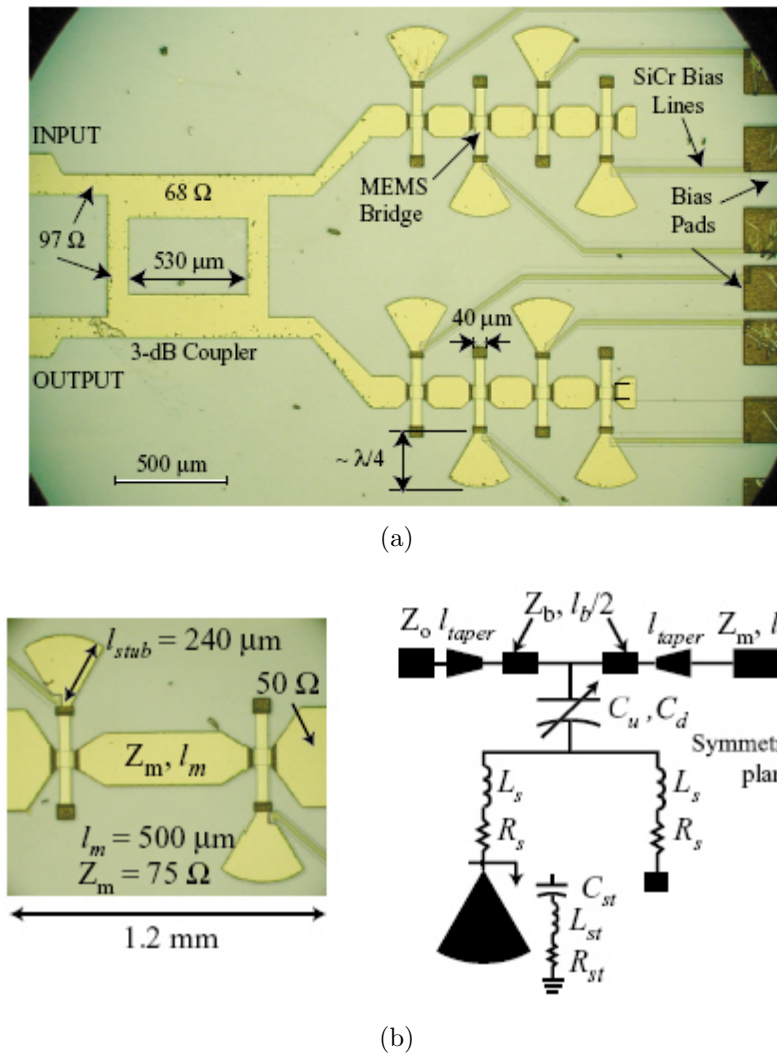 INPUT
68 Ω
97 Ω
530 μm
3-dB Coupler
OUTPUT
500 μm
MEMS
Bridge
SiCr Bias
Lines
Bias
Pads
40 μm
~ λ/4
(a)
l_stub = 240 μm
50 Ω
Z_m, l_m
l_m = 500 μm
Z_m = 75 Ω
1.2 mm
Z_o l_taper
Z_b, l_b/2
l_taper Z_m, l
C_u, C_d
Symmetr
plan
L_s
R_s
L_s
R_s
C_st
L_st
R_st
(b)